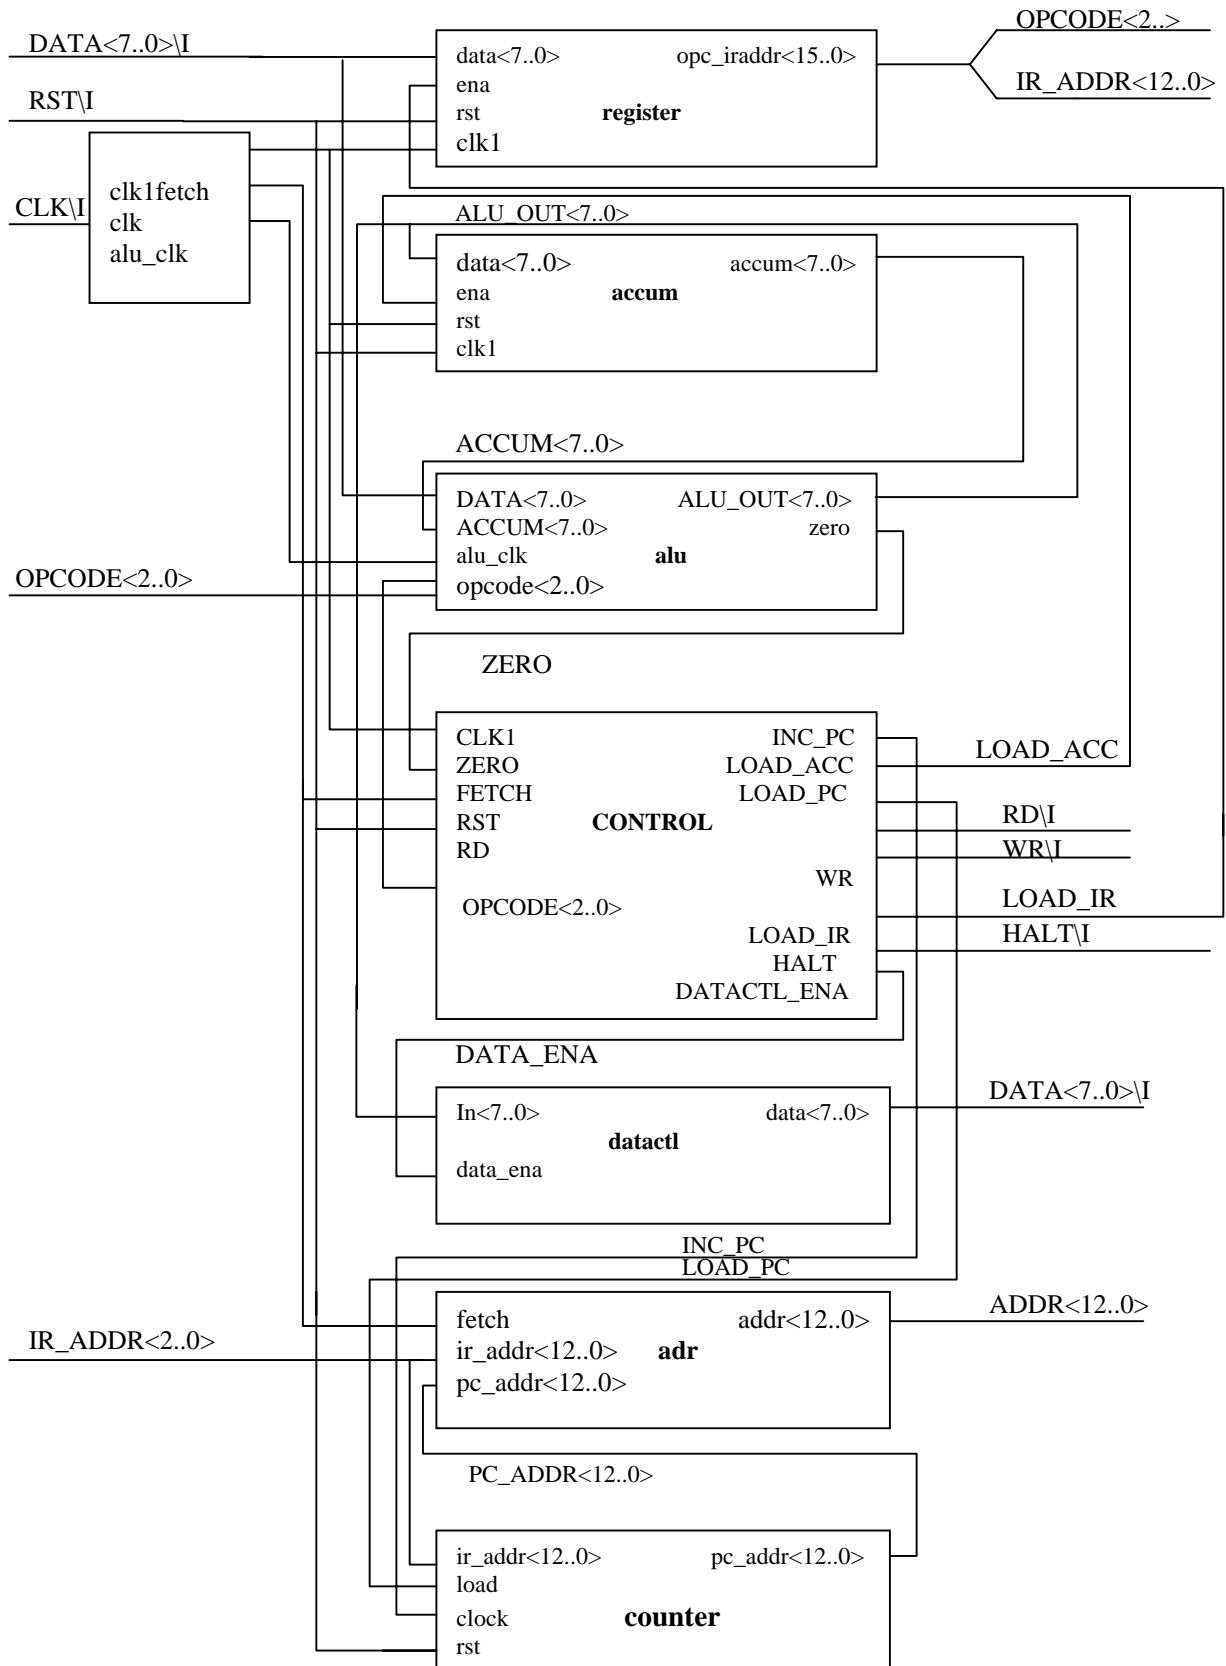 OPCODE<2..>
DATA<7..0>\I
data<7..0> opc_iraddr<15..0>
ena
IR_ADDR<12..0>
RST\I
rst register
clk1
clk1fetch
CLK\I
clk
alu_clk
ALU_OUT<7..0>
data<7..0> accum<7..0>
ena accum
rst
clk1
ACCUM<7..0>
DATA<7..0> ALU_OUT<7..0>
ACCUM<7..0> zero
alu_clk alu
OPCODE<2..0>
opcode<2..0>
ZERO
CLK1 INC_PC
LOAD_ACC
ZERO LOAD_ACC
FETCH LOAD_PC
RD\I
RST CONTROL
RD
WR\I
WR
LOAD_IR
OPCODE<2..0>
HALT\I
LOAD_IR
HALT
DATACTL_ENA
DATA_ENA
DATA<7..0>\I
In<7..0> data<7..0>
datactl
data_ena
INC_PC
LOAD_PC
ADDR<12..0>
fetch addr<12..0>
IR_ADDR<2..0>
ir_addr<12..0> adr
pc_addr<12..0>
PC_ADDR<12..0>
ir_addr<12..0> pc_addr<12..0>
load
clock counter
rst